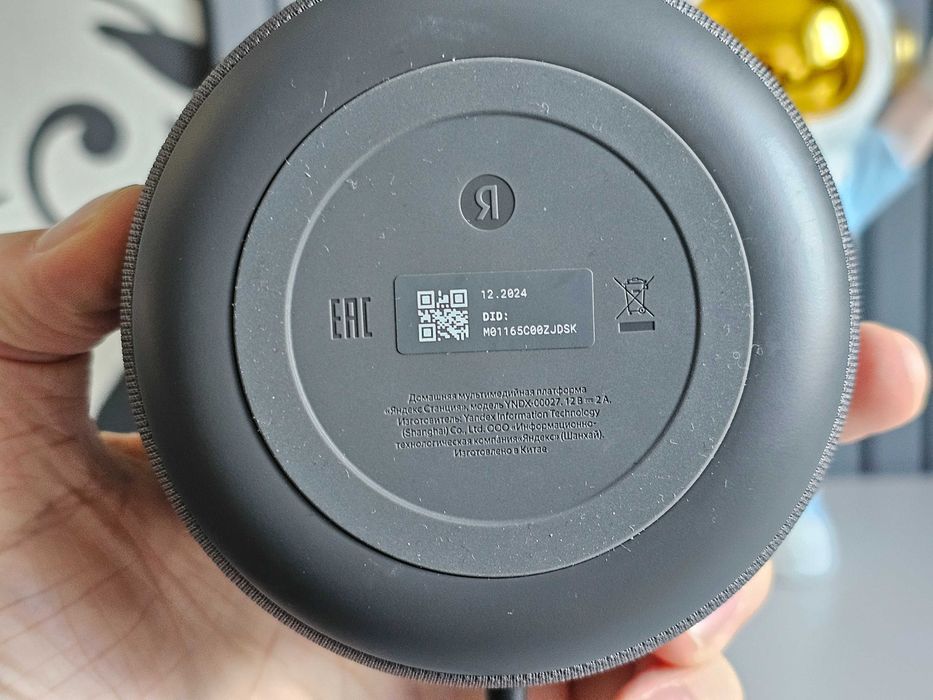 Я
EAC
12.2024
DID:
M0116SC00ZJDSK
Домашняя мультимедийная платформа
«Яндекс Станция», модель YNDX-00027, 12 В ⎓ 2 А,
Изготовитель: Yandex Information Technology
(Shanghai) Co., Ltd. ООО «Информационно-
технологическая компания«Яндекс» (Шанхай).
Изготовлено в Китае